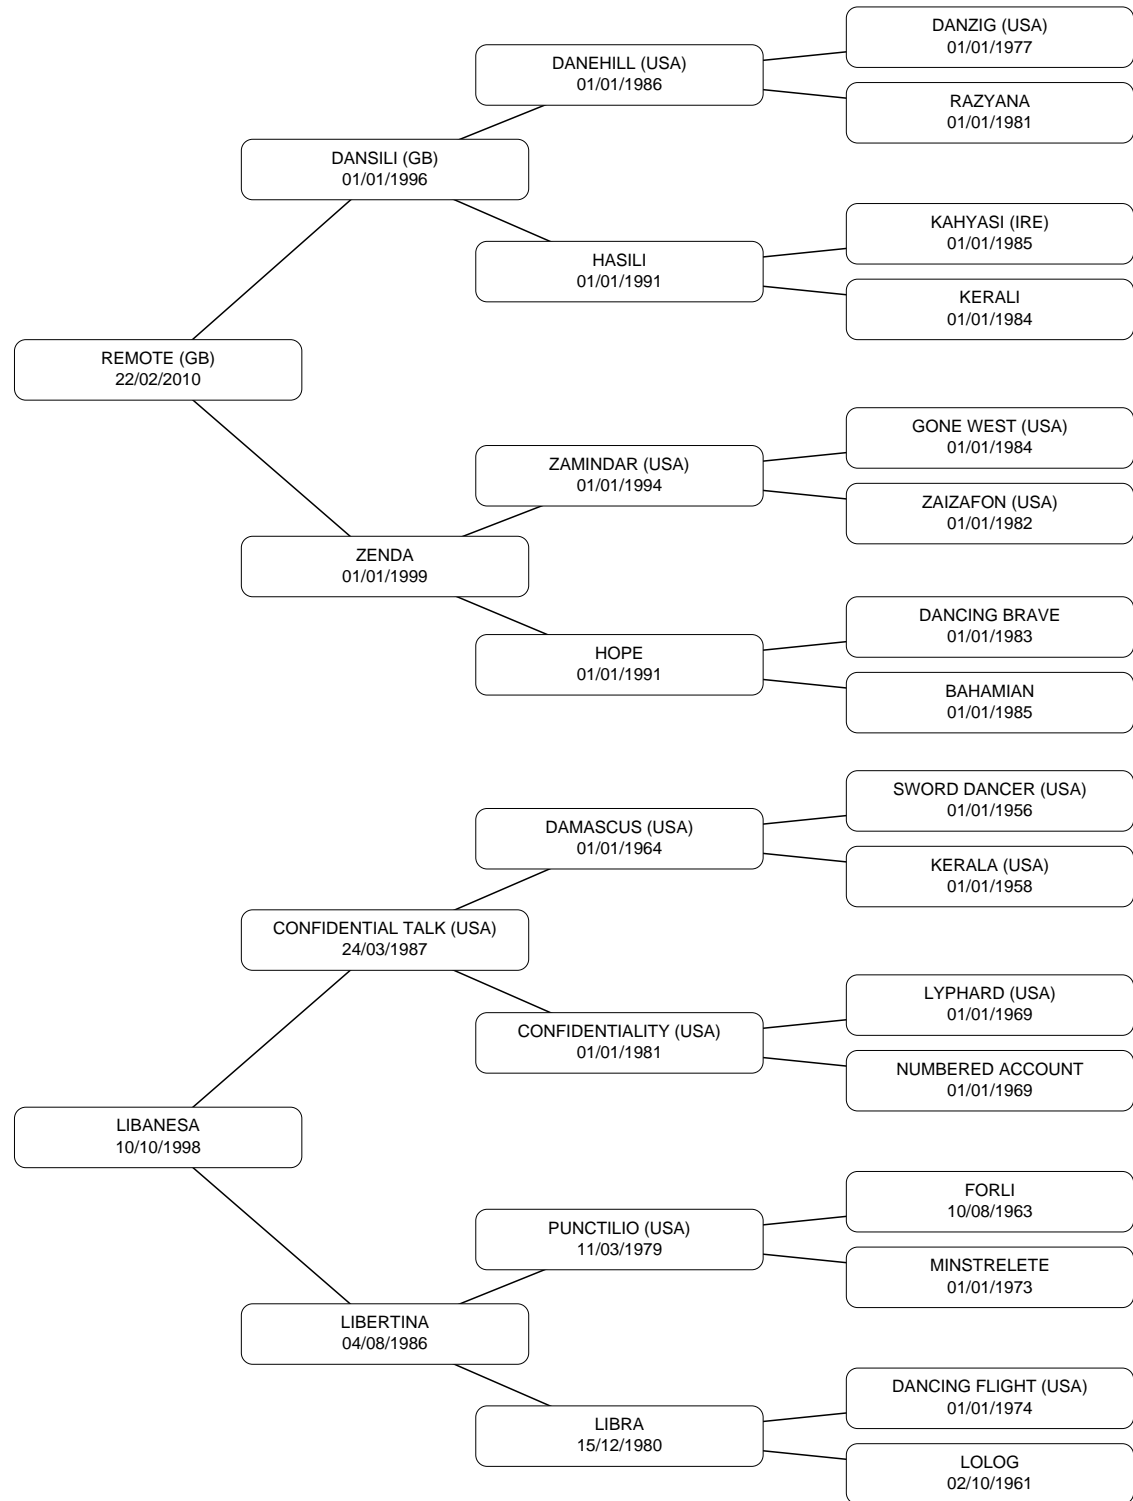 DANZIG (USA)
01/01/1977
DANEHILL (USA)
01/01/1986
RAZYANA
01/01/1981
DANSILI (GB)
01/01/1996
KAHYASI (IRE)
01/01/1985
HASILI
01/01/1991
KERALI
01/01/1984
REMOTE (GB)
22/02/2010
GONE WEST (USA)
01/01/1984
ZAMINDAR (USA)
01/01/1994
ZAIZAFON (USA)
01/01/1982
ZENDA
01/01/1999
DANCING BRAVE
01/01/1983
HOPE
01/01/1991
BAHAMIAN
01/01/1985
SWORD DANCER (USA)
01/01/1956
DAMASCUS (USA)
01/01/1964
KERALA (USA)
01/01/1958
CONFIDENTIAL TALK (USA)
24/03/1987
LYPHARD (USA)
01/01/1969
CONFIDENTIALITY (USA)
01/01/1981
NUMBERED ACCOUNT
01/01/1969
LIBANESA
10/10/1998
FORLI
10/08/1963
PUNCTILIO (USA)
11/03/1979
MINSTRELETE
01/01/1973
LIBERTINA
04/08/1986
DANCING FLIGHT (USA)
01/01/1974
LIBRA
15/12/1980
LOLOG
02/10/1961